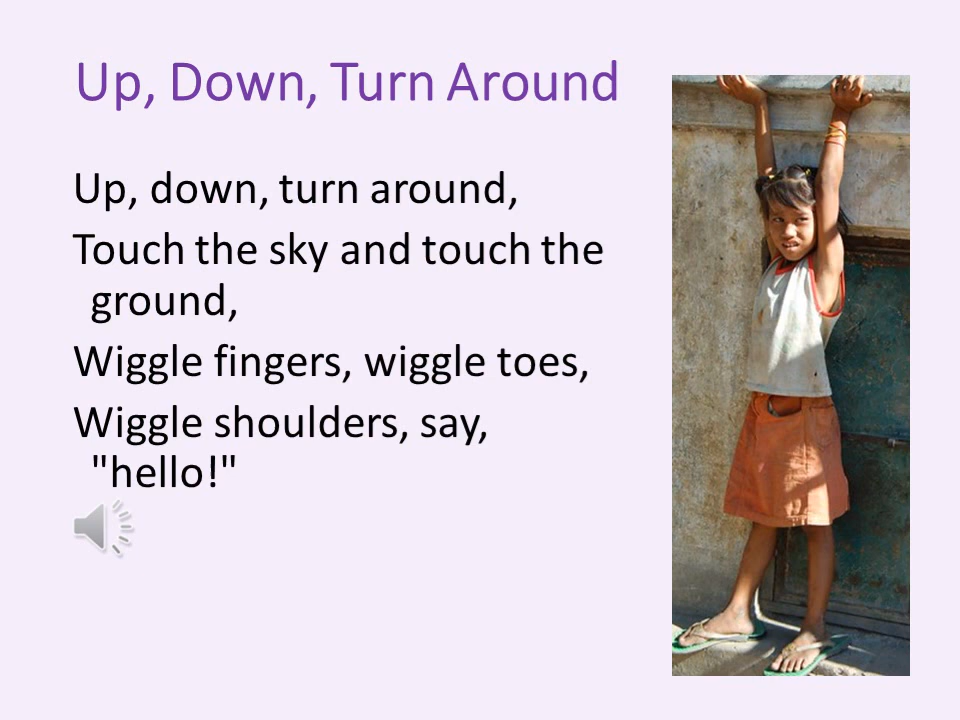 Up, Down, Turn Around
Up, down, turn around,
Touch the sky and touch the
ground,
Wiggle fingers, wiggle toes,
Wiggle shoulders, say,
"hello!"